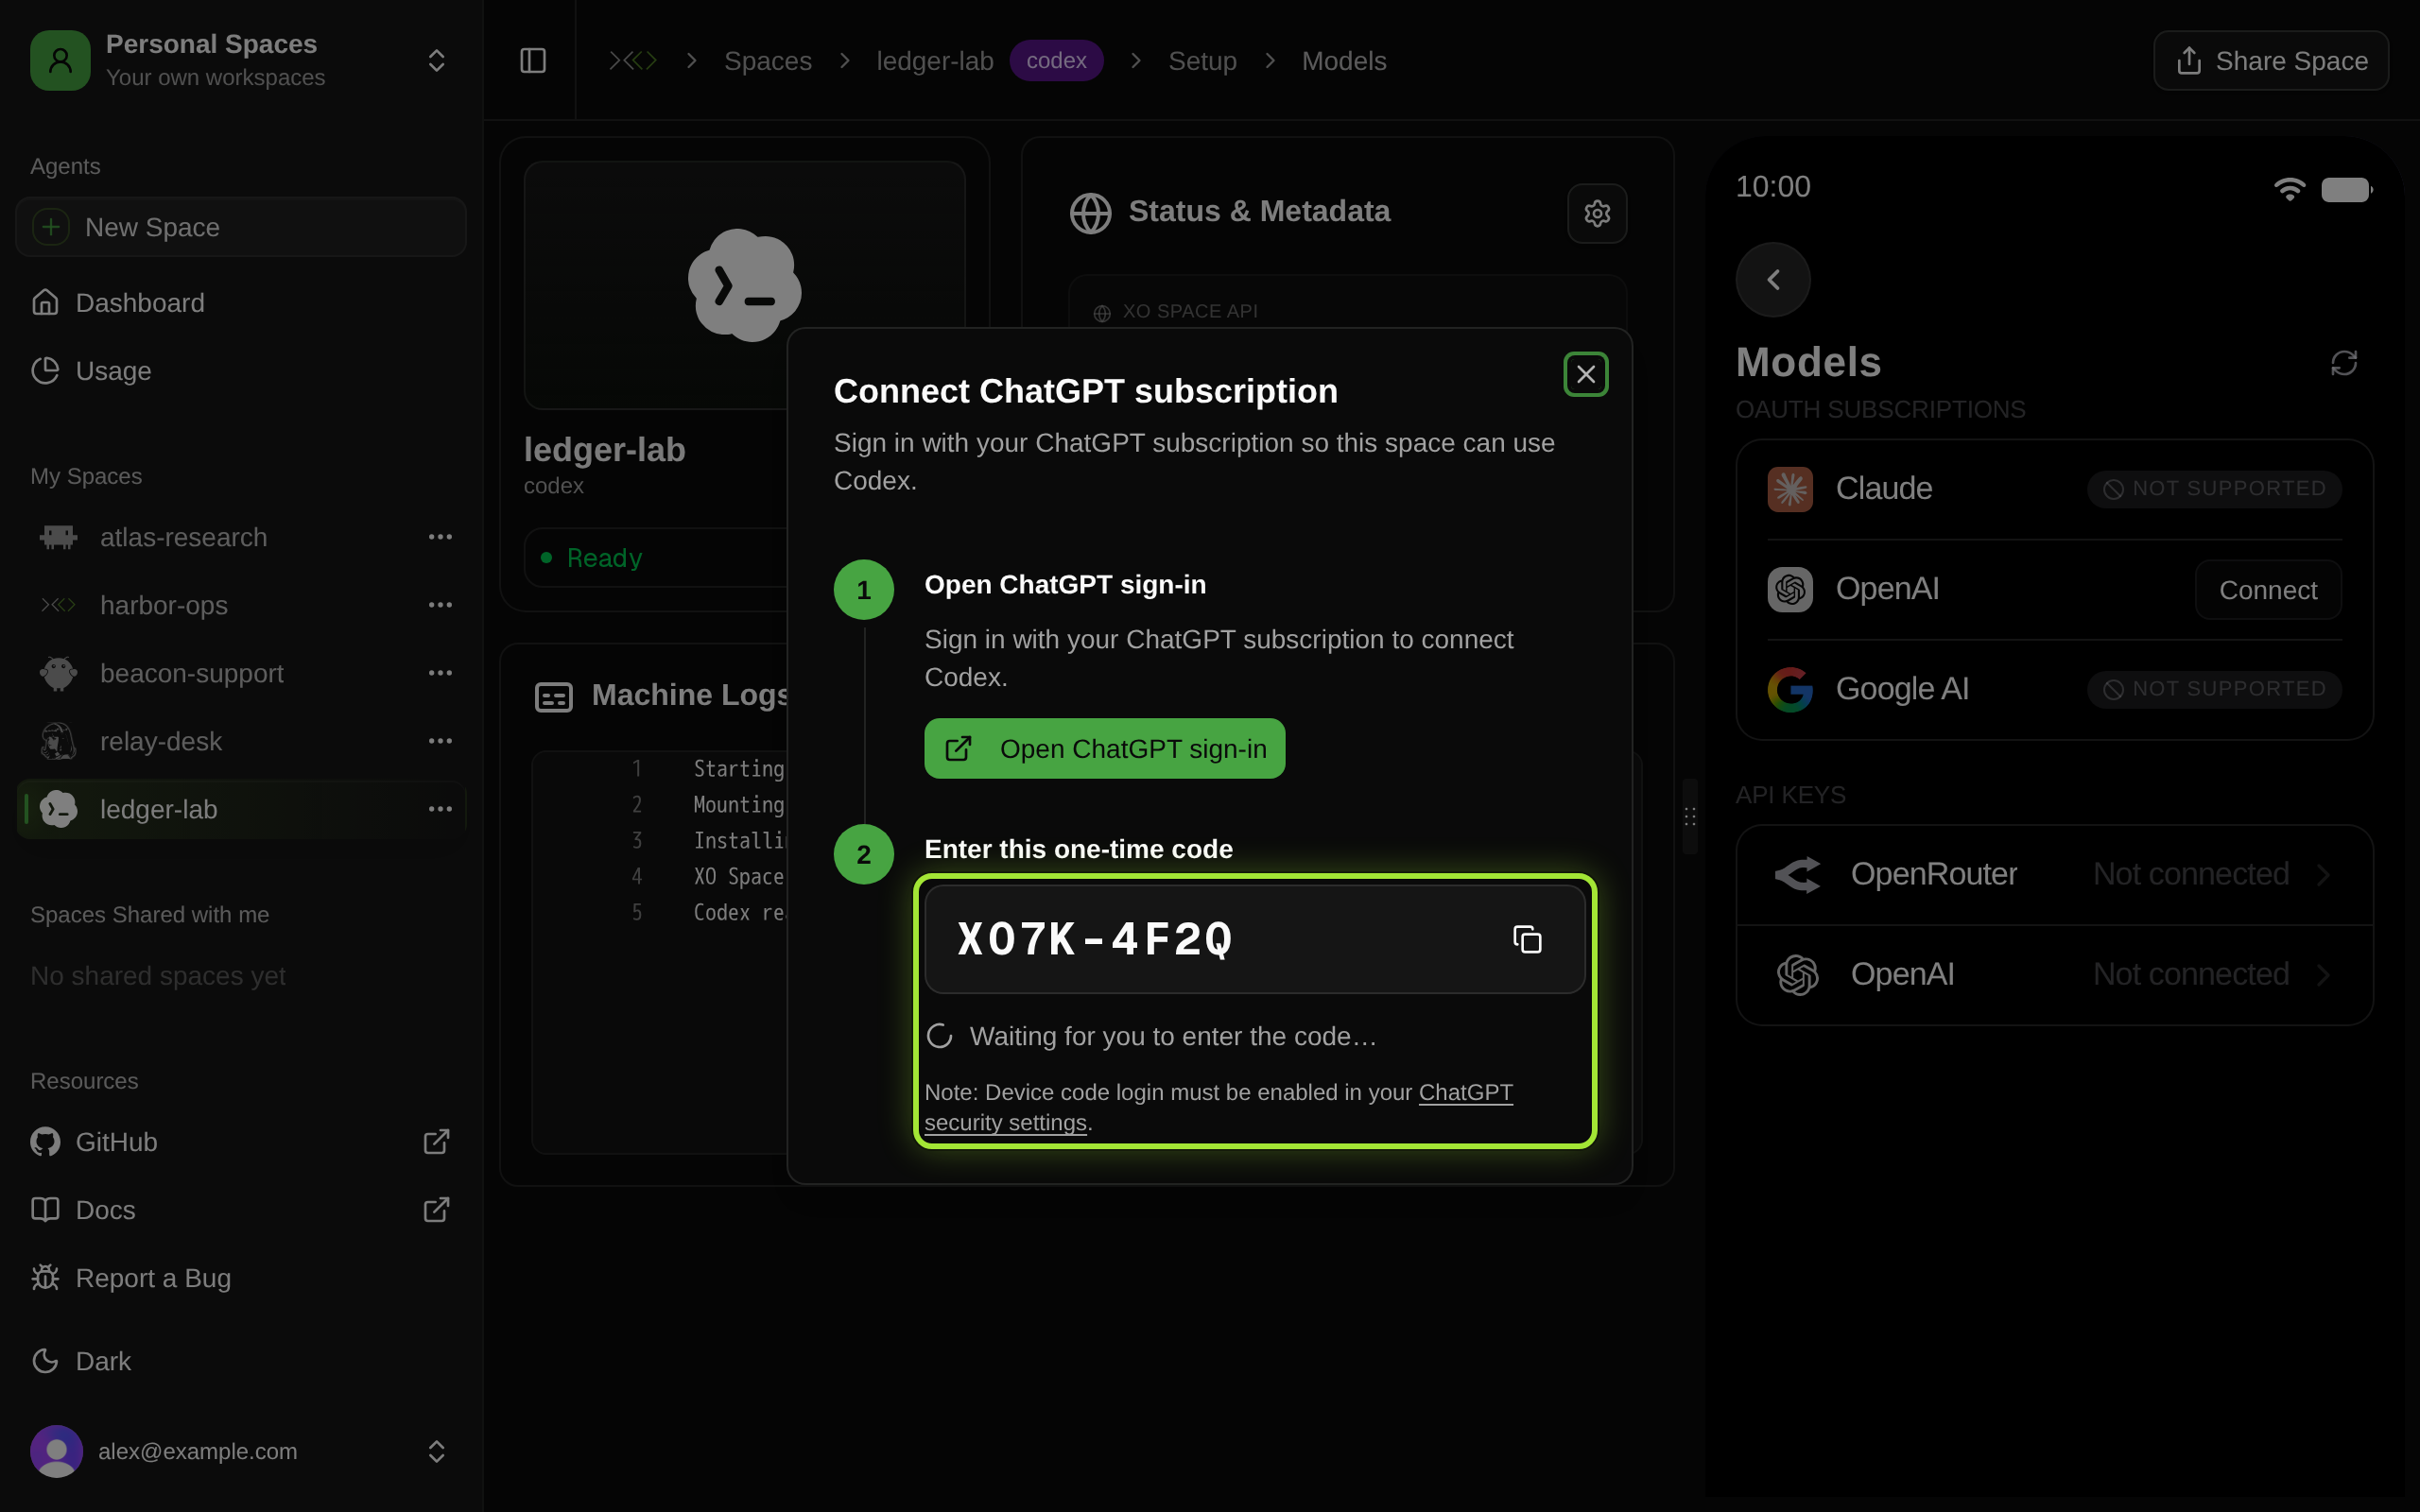 Personal Spaces
Your own workspaces
Agents
New Space
Dashboard
Usage
My Spaces
atlas-research
harbor-ops
beacon-support
relay-desk
ledger-lab
Spaces Shared with me
No shared spaces yet
Resources
GitHub
Docs
Report a Bug
Dark
alex@example.com
Spaces
ledger-lab
codex
Setup
Models
Share Space
ledger-lab
codex
Ready
Status & Metadata
XO SPACE API
Machine Logs
1 Starting
2 Mounting
3
4 XO Space
5 Codex
Connect ChatGPT subscription
Sign in with your ChatGPT subscription so this space can use
Codex.
1
Open ChatGPT sign-in
Sign in with your ChatGPT subscription to connect
Codex.
Open ChatGPT sign-in
2
Enter this one-time code
XO7K-4F2Q
Waiting for you to enter the code…
Note: Device code login must be enabled in your ChatGPT
security settings.
10:00
Models
OAUTH SUBSCRIPTIONS
Claude
NOT SUPPORTED
OpenAI
Connect
Google AI
NOT SUPPORTED
API KEYS
OpenRouter
Not connected
OpenAI
Not connected